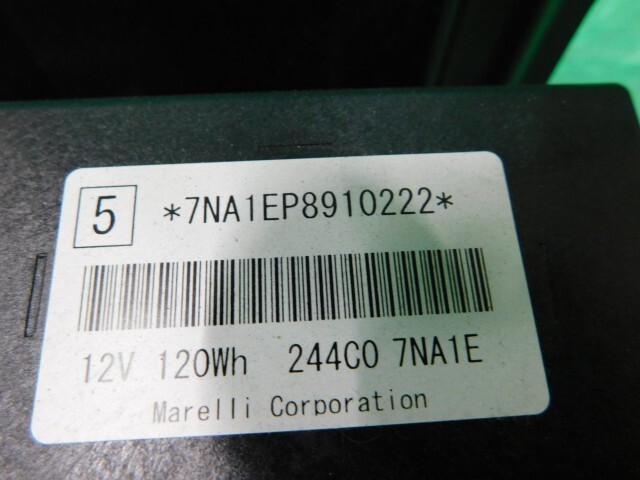 5 *7NA1EP8910222*
12V 120Wh 244C0 7NA1E
Marelli Corporation